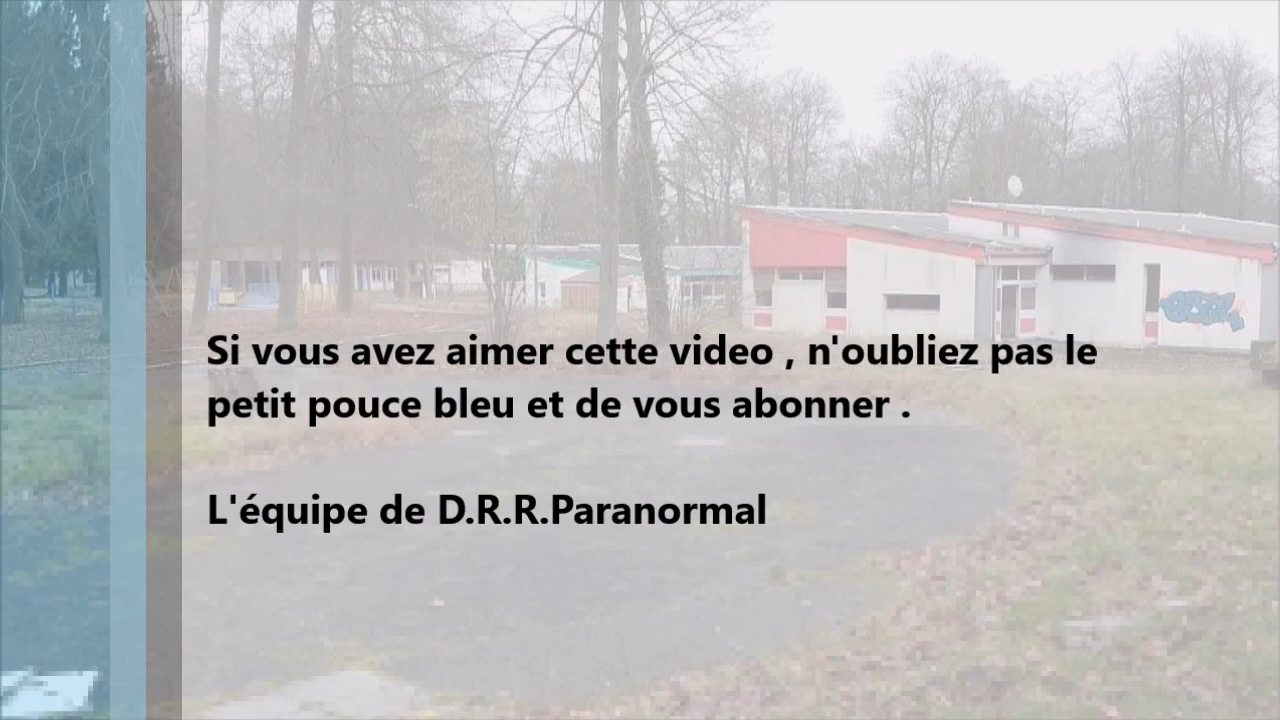 Si vous avez aimer cette video , n'oubliez pas le
petit pouce bleu et de vous abonner .
L'équipe de D.R.R.Paranormal